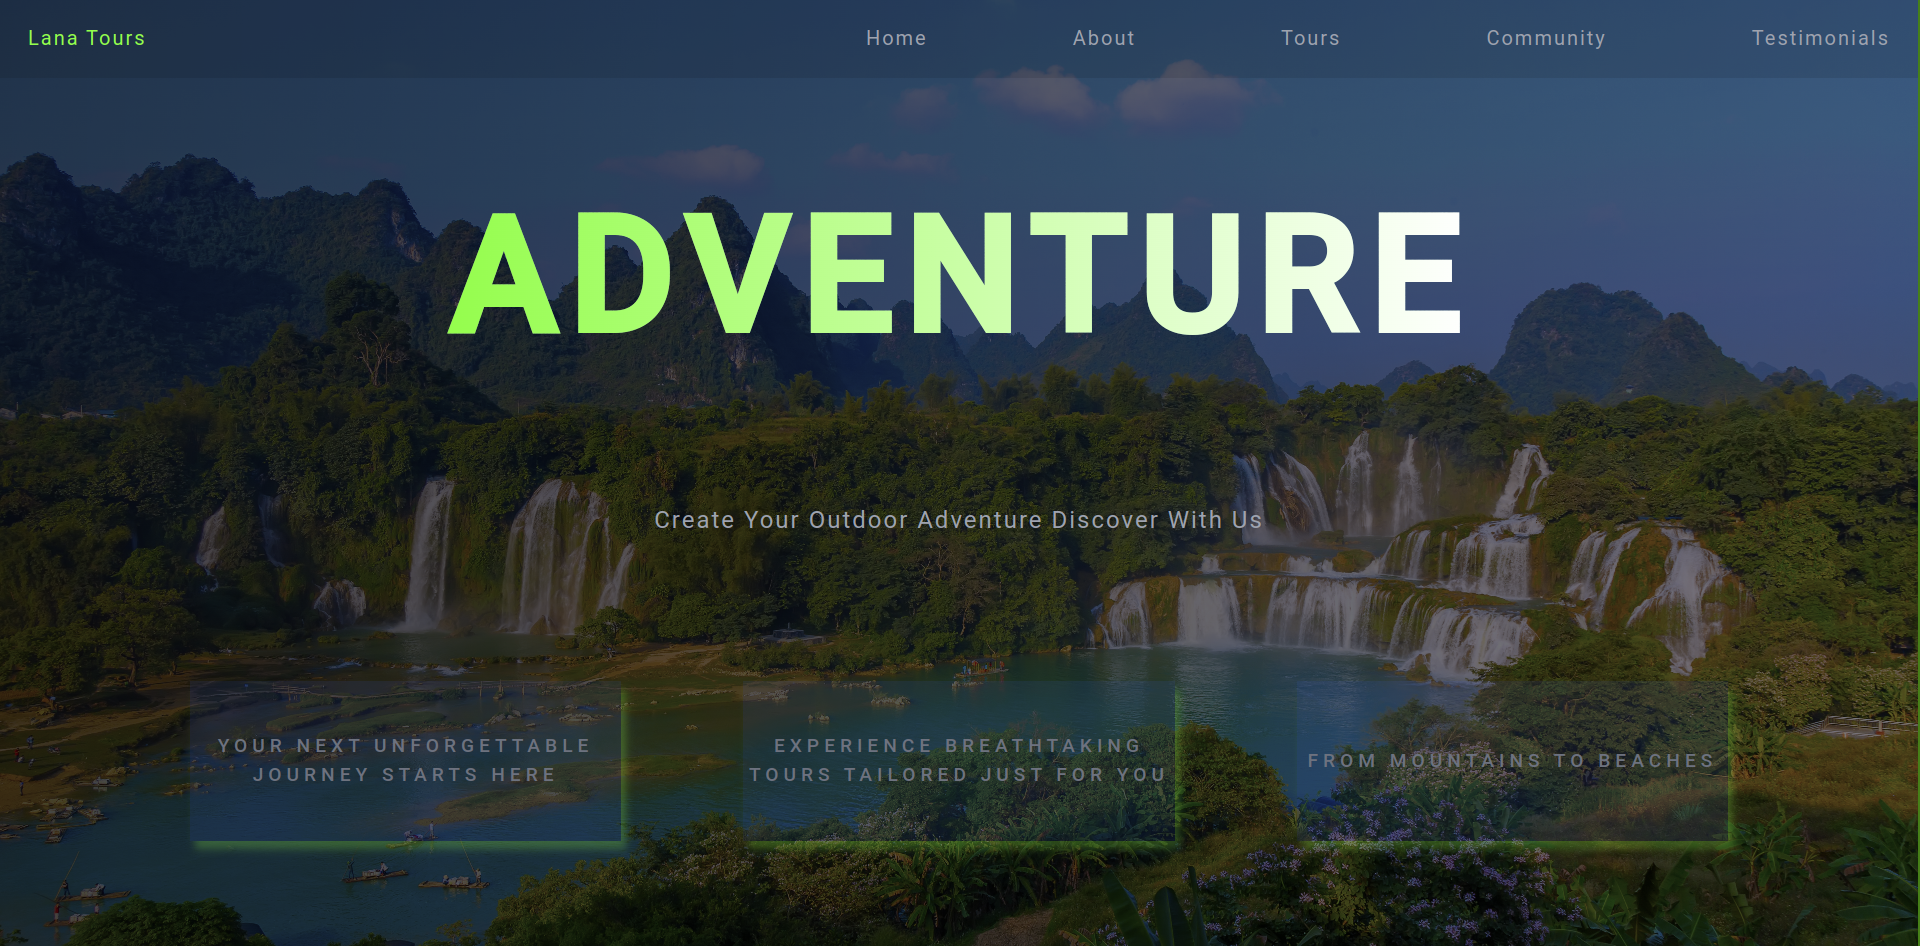 Lana Tours
Home
About
Tours
Community
Testimonials
ADVENTURE
Create Your Outdoor Adventure Discover With Us
YOUR NEXT UNFORGETTABLE
JOURNEY STARTS HERE
EXPERIENCE BREATHTAKING
TOURS TAILORED JUST FOR YOU
FROM MOUNTAINS TO BEACHES